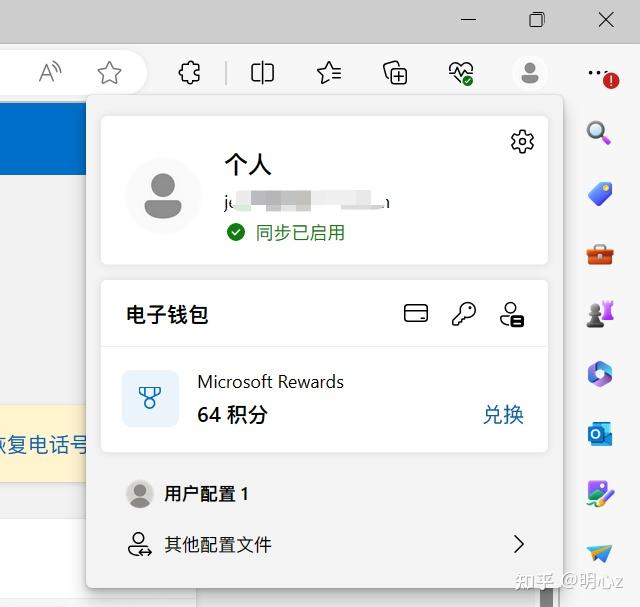 个人
同步已启用
电子钱包
Microsoft Rewards
64 积分
兑换
恢复电话号
用户配置 1
其他配置文件
知乎 @明心z